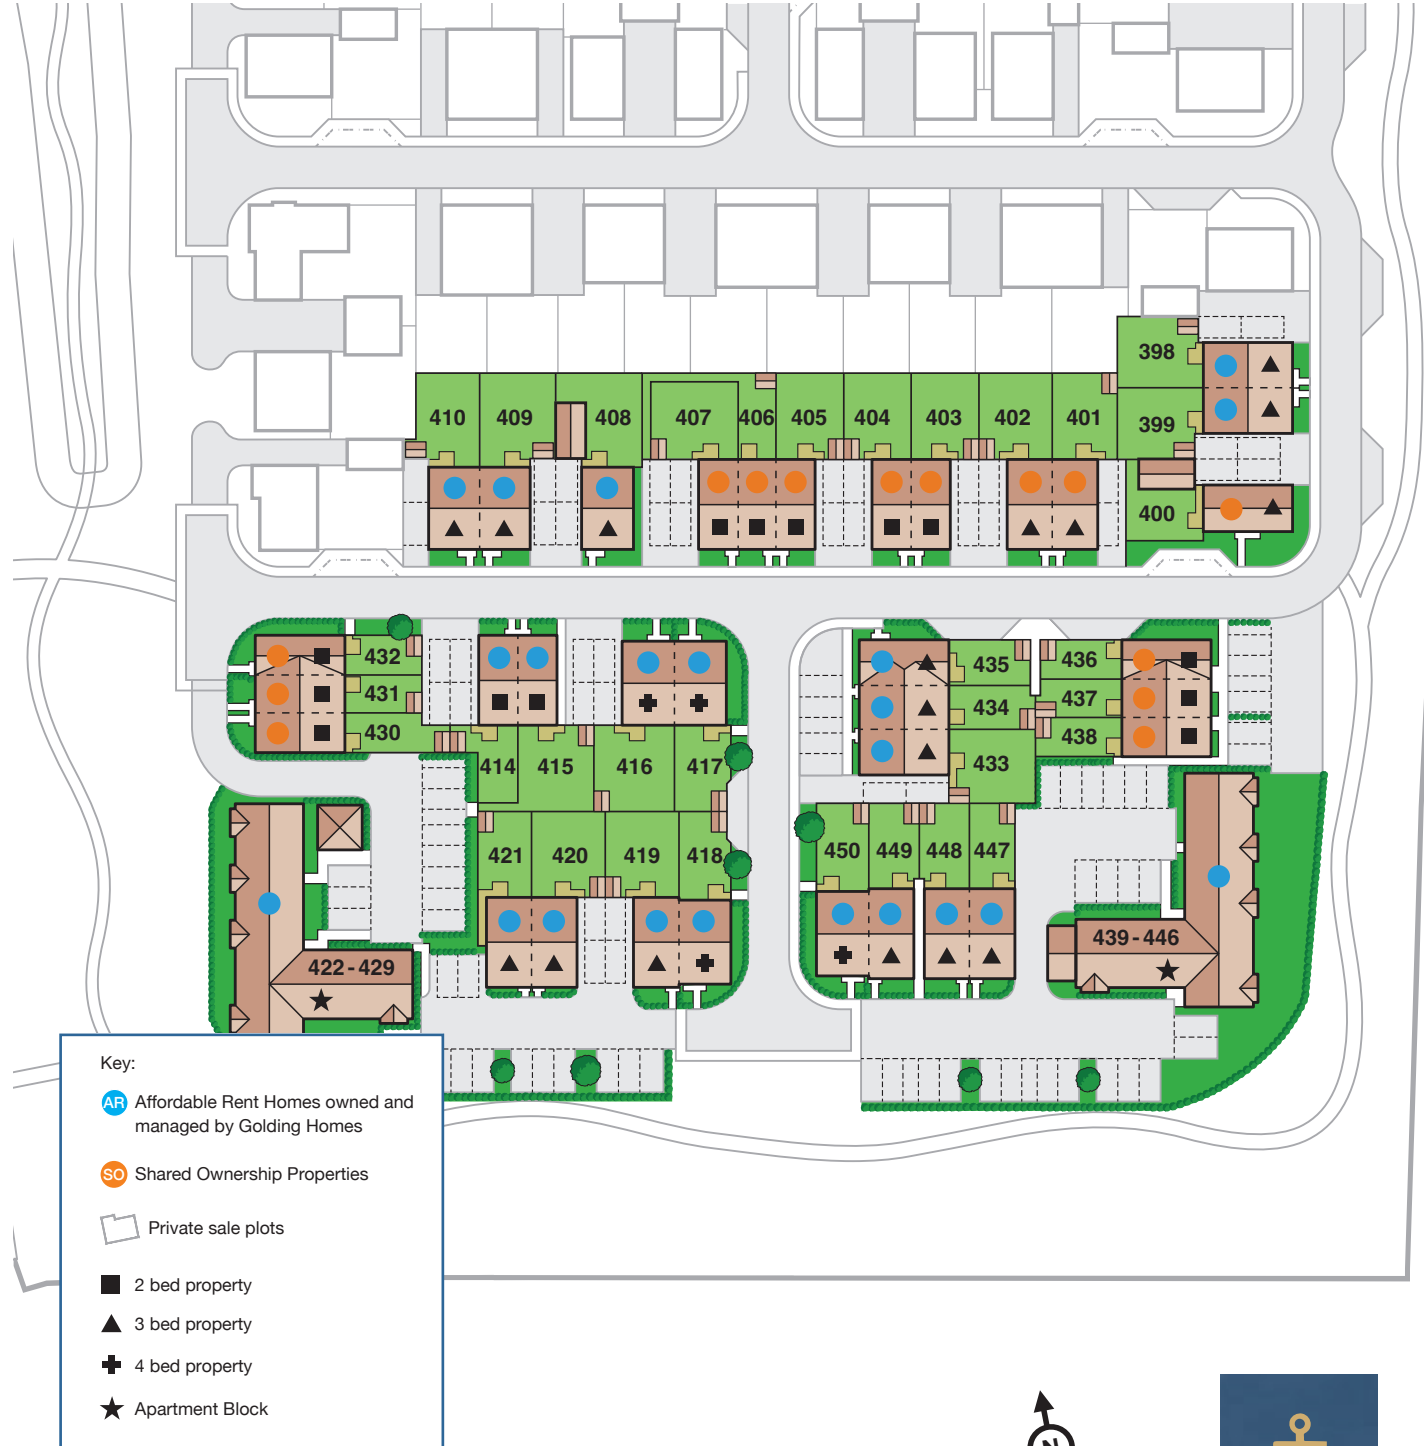 398
410 409 408 407 406 405 404 403 402 401
399
400
432
431
430
435
434
433
436
437
438
414 415 416 417
421 420 419 418
450 449 448 447
422 - 429
439 - 446
Key:
AR Affordable Rent Homes owned and
managed by Golding Homes
SO Shared Ownership Properties
Private sale plots
2 bed property
3 bed property
4 bed property
Apartment Block
N